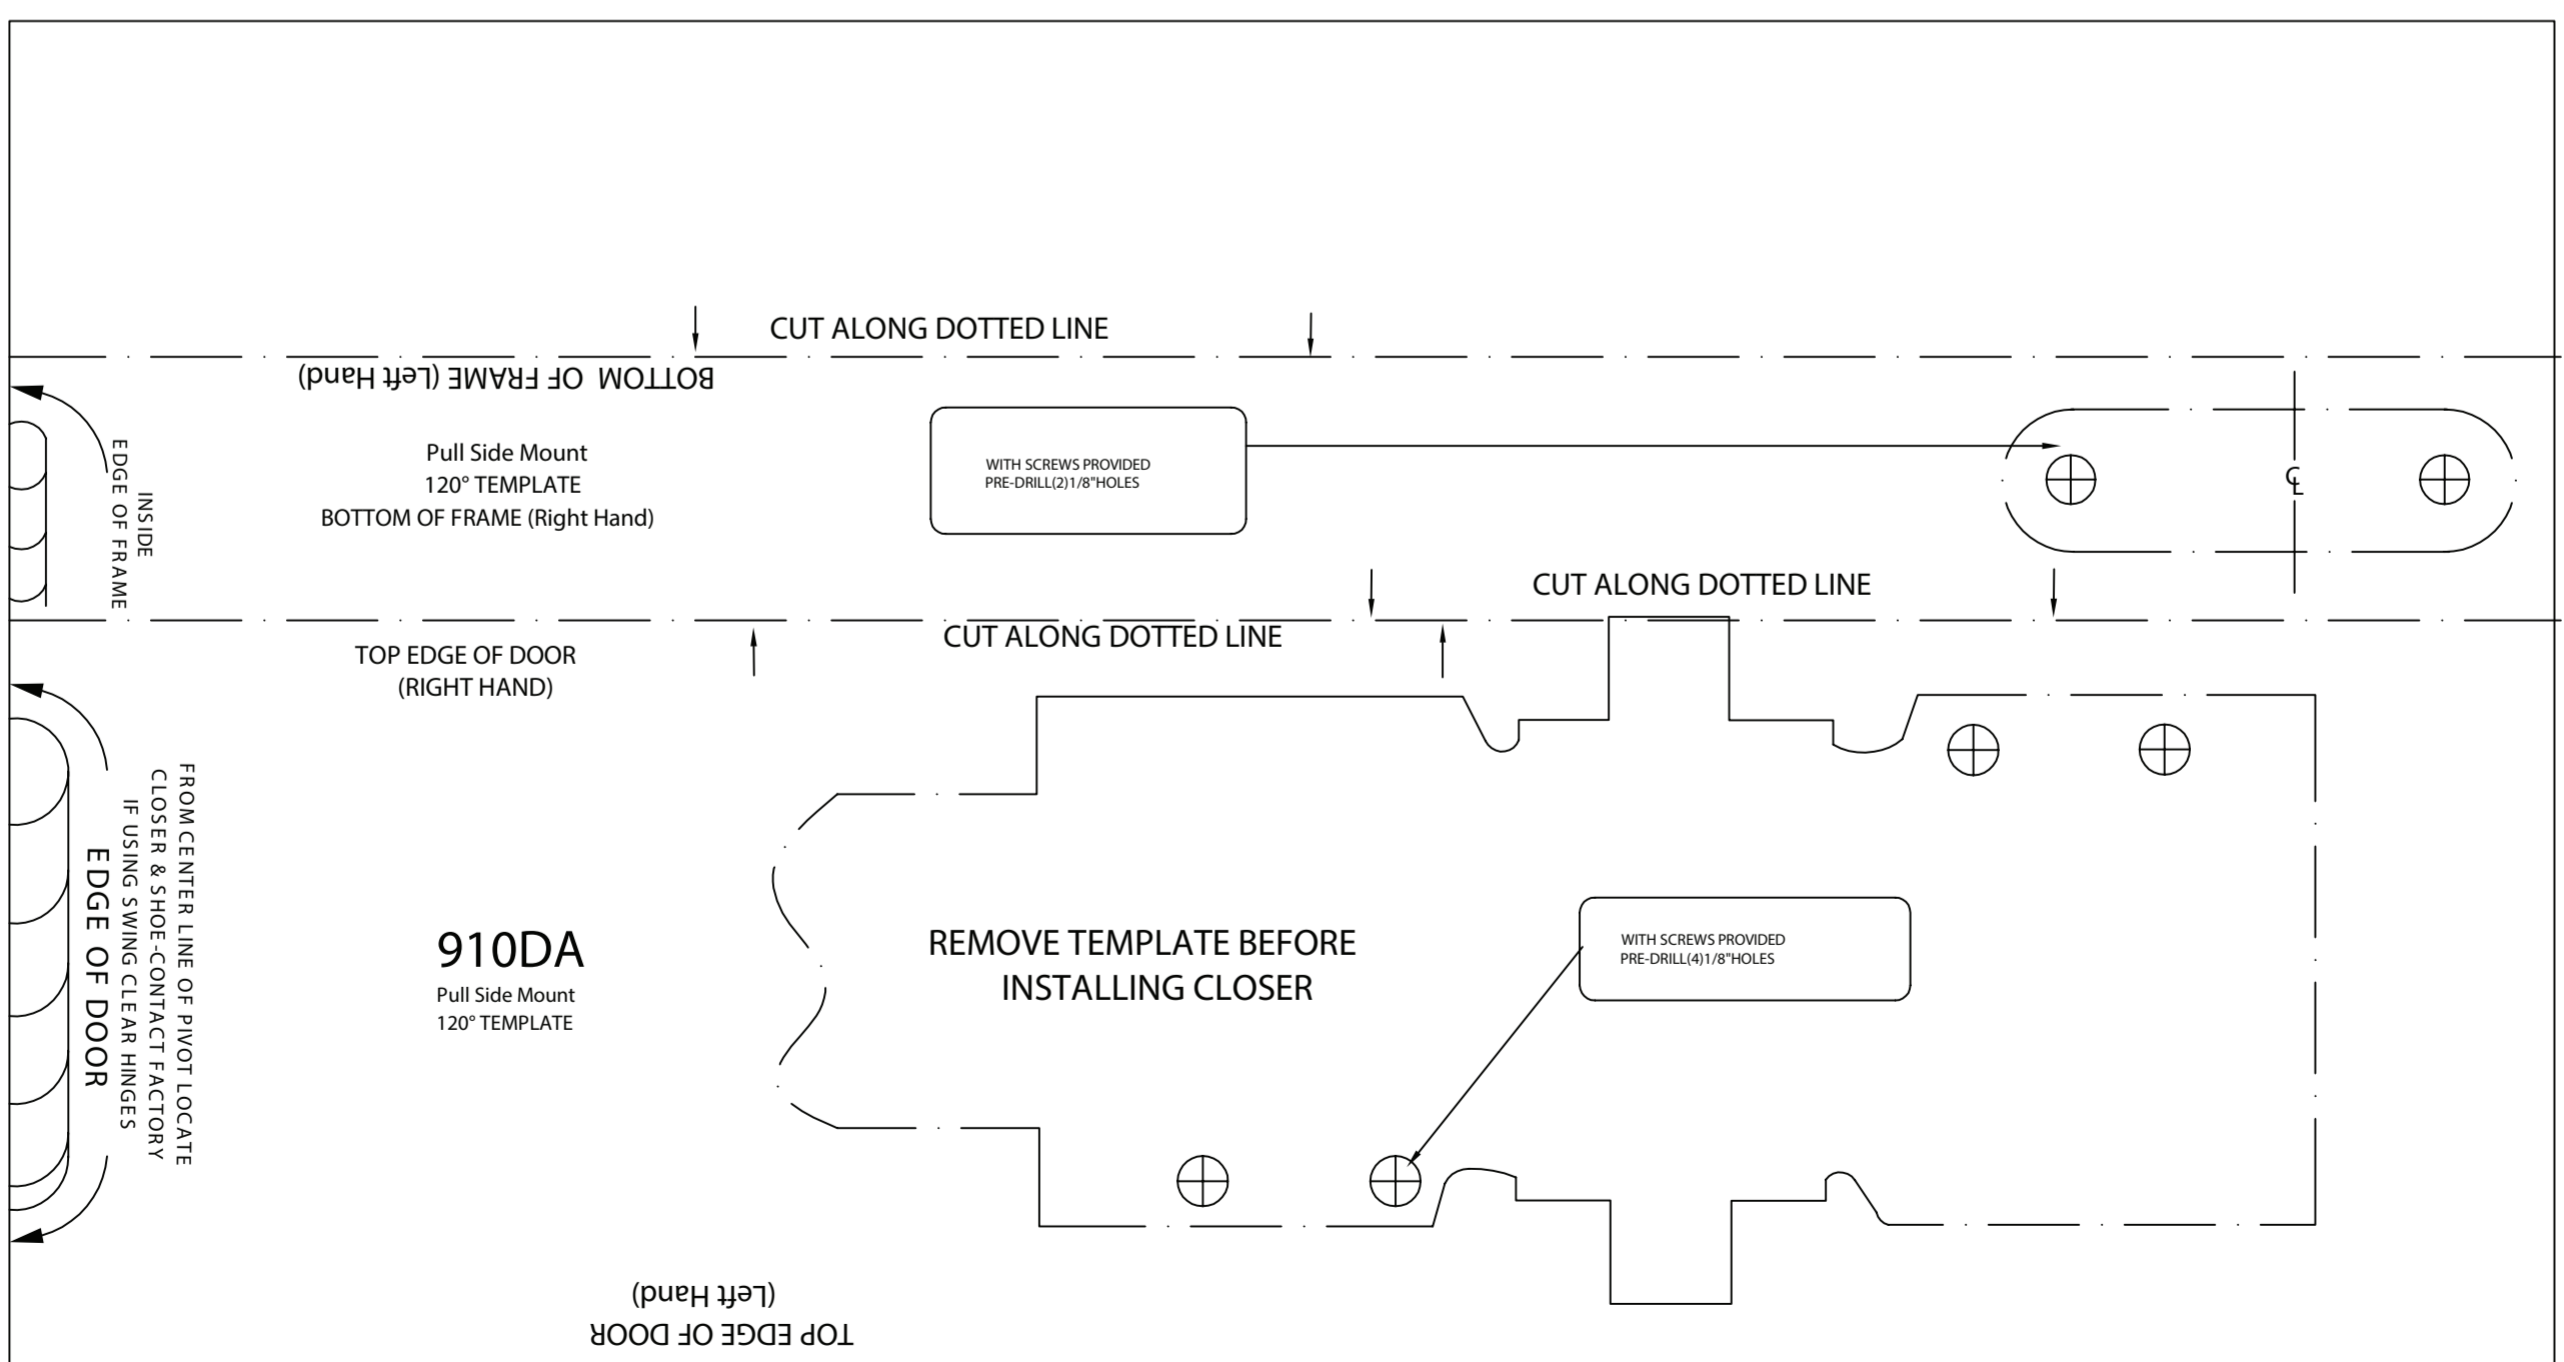 CUT ALONG DOTTED LINE
BOTTOM OF FRAME (Left Hand)
INSIDE
EDGE OF FRAME
Pull Side Mount
120° TEMPLATE
BOTTOM OF FRAME (Right Hand)
WITH SCREWS PROVIDED
PRE-DRILL(2)1/8"HOLES
℄
CUT ALONG DOTTED LINE
CUT ALONG DOTTED LINE
TOP EDGE OF DOOR
(RIGHT HAND)
FROM CENTER LINE OF PIVOT LOCATE
CLOSER & SHOE-CONTACT FACTORY
IF USING SWING CLEAR HINGES
EDGE OF DOOR
910DA
Pull Side Mount
120° TEMPLATE
REMOVE TEMPLATE BEFORE
INSTALLING CLOSER
WITH SCREWS PROVIDED
PRE-DRILL(4)1/8"HOLES
TOP EDGE OF DOOR
(Left Hand)